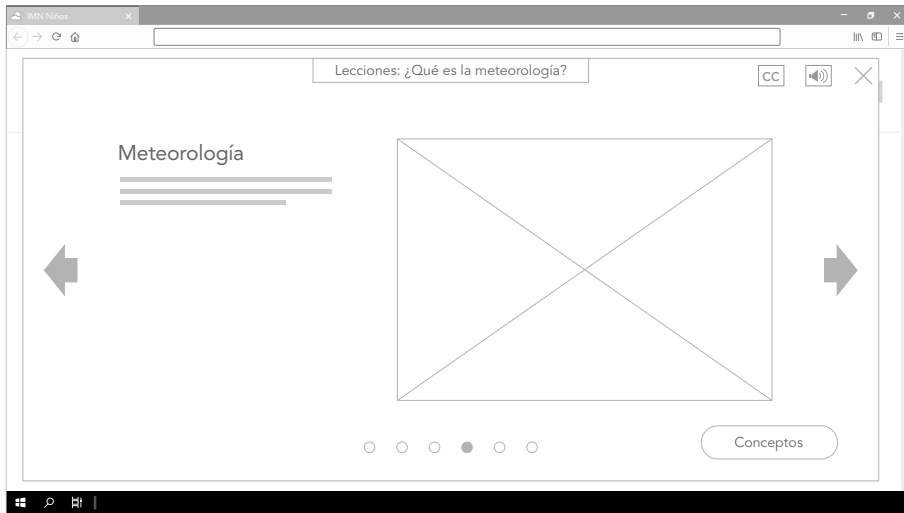 IMN Niños
Lecciones: ¿Qué es la meteorología?
CC
Meteorología
Conceptos